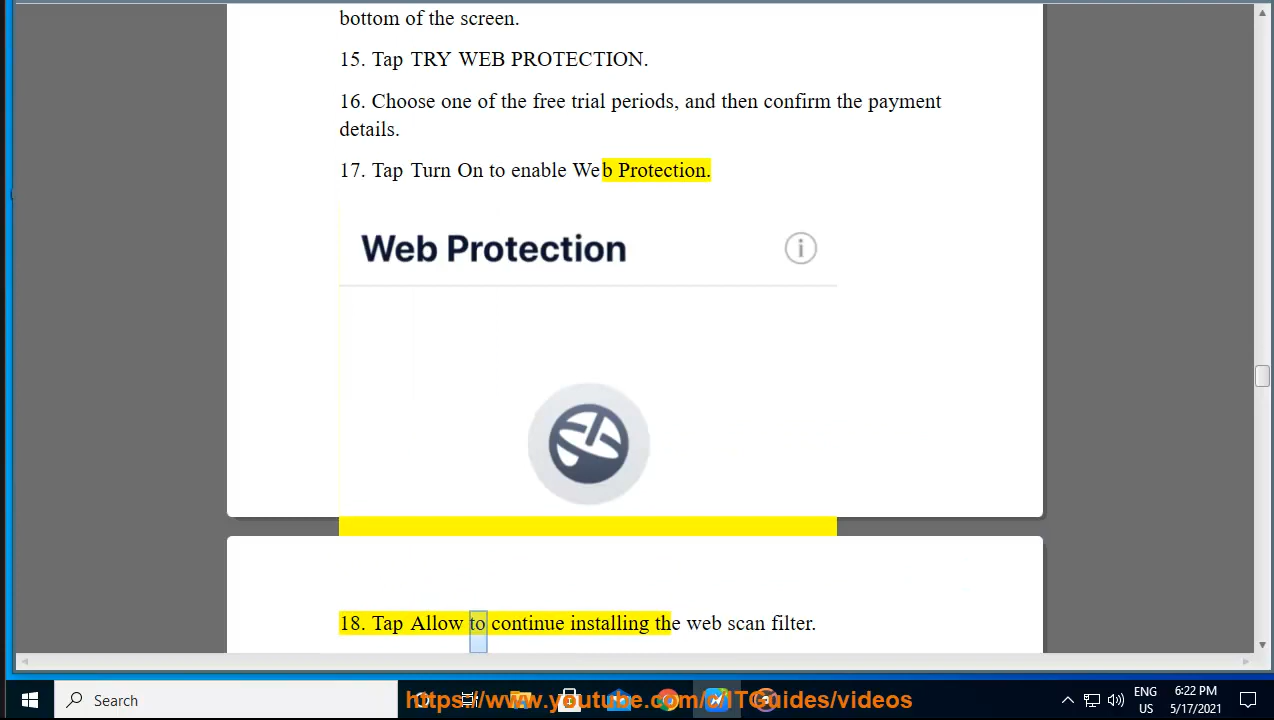 bottom of the screen.
15. Tap TRY WEB PROTECTION.
16. Choose one of the free trial periods, and then confirm the payment
details.
17. Tap Turn On to enable Web Protection.
Web Protection
18. Tap Allow to continue installing the web scan filter.
Search
https://www.youtube.com/c/ITGuides/videos
ENG
US
6:22 PM
5/17/2021